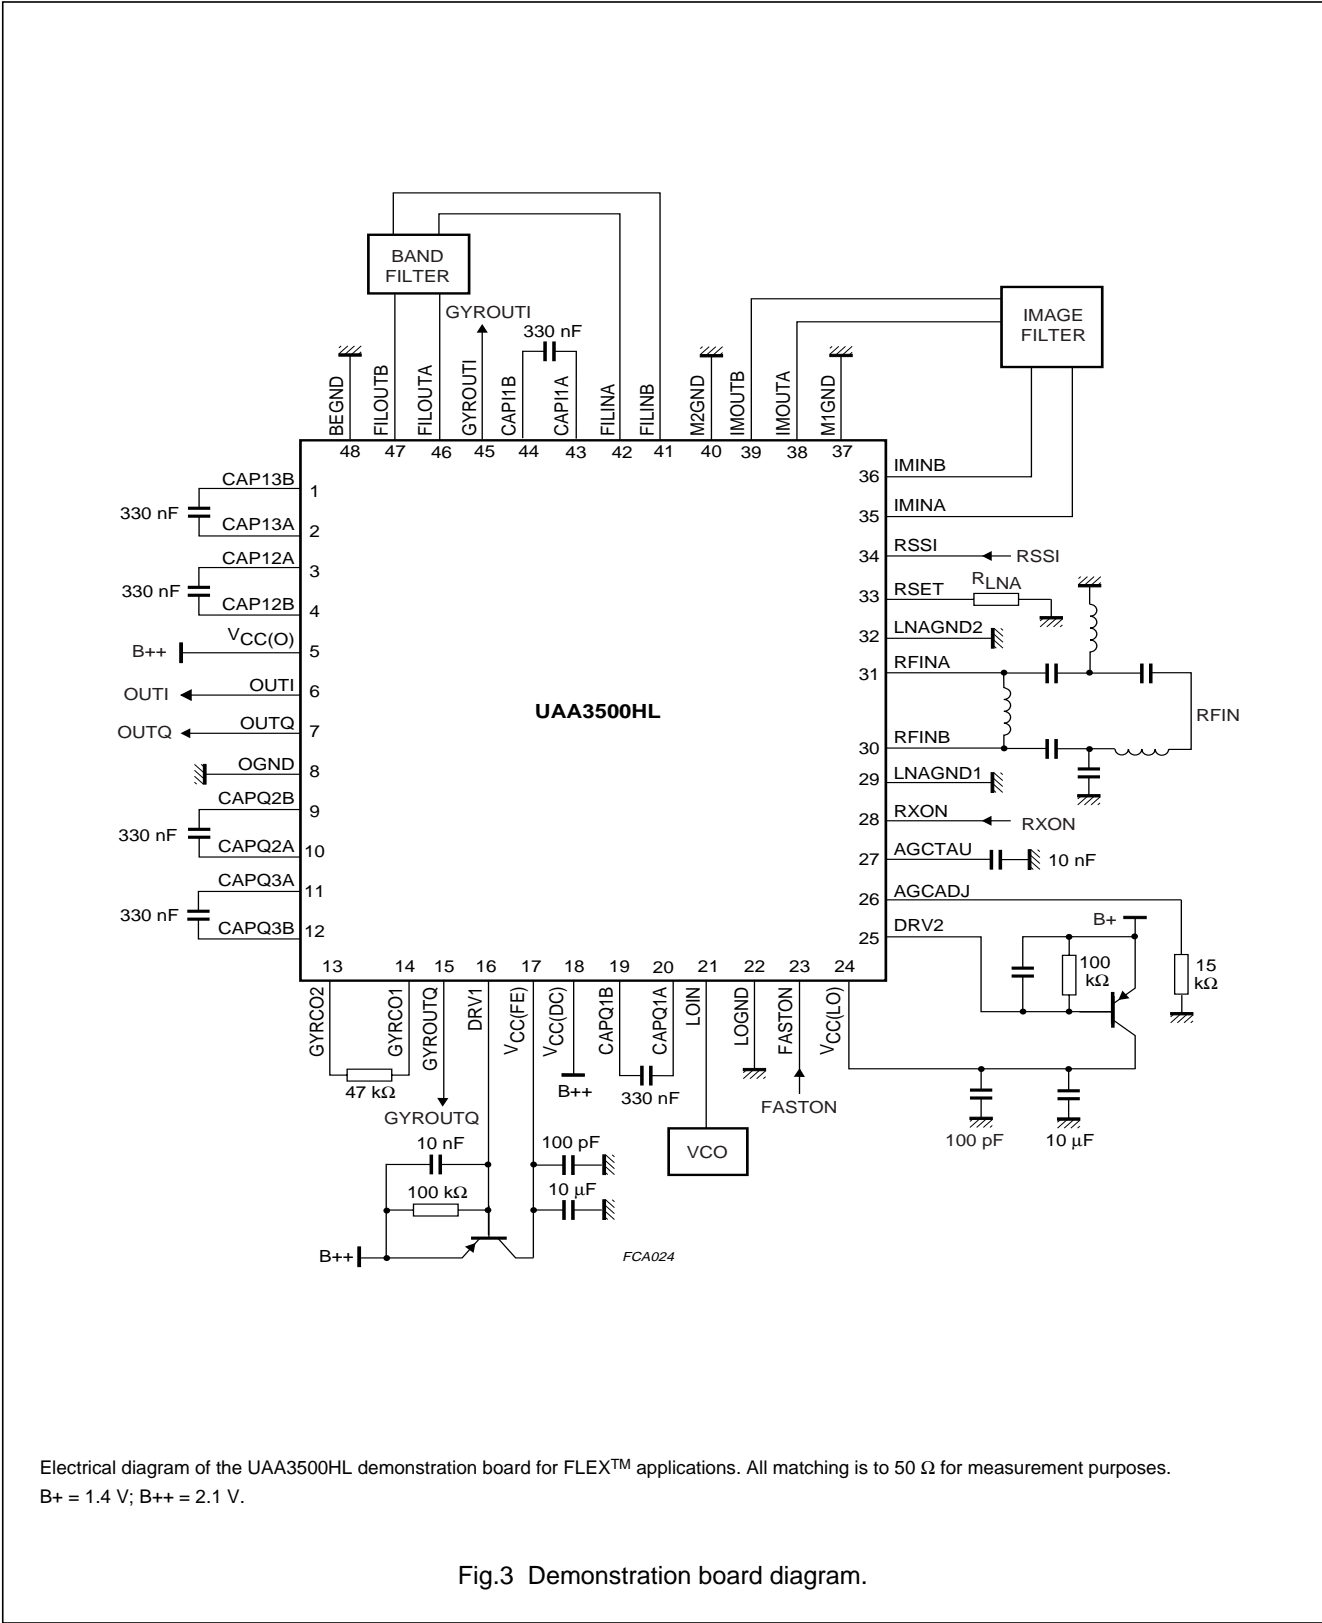 BAND
FILTER
GYROUTI
330 nF
IMAGE
FILTER
BEGND
FILOUTB
FILOUTA
GYROUTI
CAPI1B
CAPI1A
FILINA
FILINB
M2GND
IMOUTB
IMOUTA
M1GND
48
47
46
45
44
43
42
41
40
39
38
37
330 nF
CAP13B
1
CAP13A
2
330 nF
CAP12A
3
CAP12B
4
B++
VCC(O)
5
OUTI
OUTI
6
OUTQ
OUTQ
7
OGND
8
330 nF
CAPQ2B
9
CAPQ2A
10
330 nF
CAPQ3A
11
CAPQ3B
12
UAA3500HL
36
IMINB
35
IMINA
34
RSSI
RSSI
33
RSET
RLNA
32
LNAGND2
31
RFINA
RFIN
30
RFINB
29
LNAGND1
28
RXON
RXON
27
AGCTAU
10 nF
26
AGCADJ
25
DRV2
B+
100
kΩ
15
kΩ
13
14
15
16
17
18
19
20
21
22
23
24
GYRCO2
GYRCO1
GYROUTQ
DRV1
VCC(FE)
VCC(DC)
CAPQ1B
CAPQ1A
LOIN
LOGND
FASTON
VCC(LO)
47 kΩ
GYROUTQ
B++
330 nF
FASTON
VCO
100 pF
10 µF
10 nF
100 kΩ
100 pF
10 µF
B++
FCA024
Electrical diagram of the UAA3500HL demonstration board for FLEX™ applications. All matching is to 50 Ω for measurement purposes.
B+ = 1.4 V; B++ = 2.1 V.
Fig.3 Demonstration board diagram.